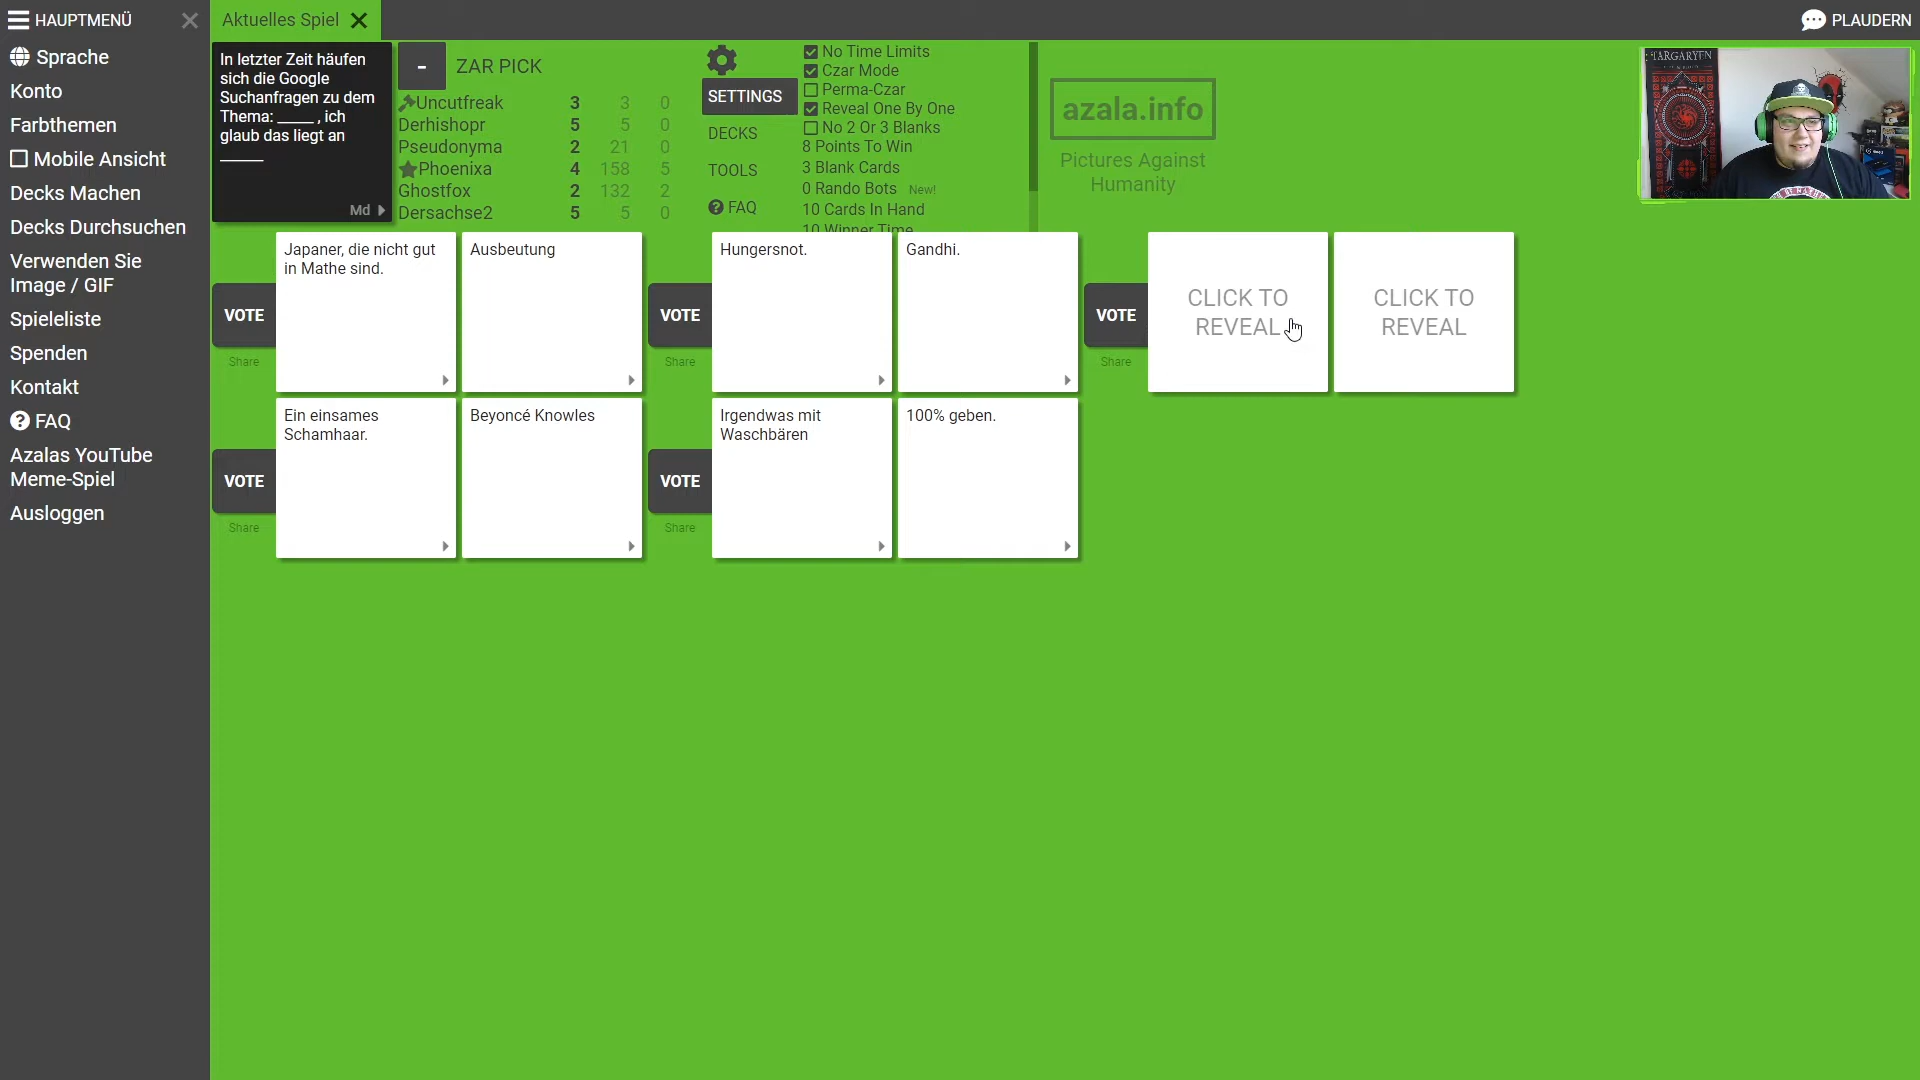 HAUPTMENÜ
Sprache
Konto
Farbthemen
Mobile Ansicht
Decks Machen
Decks Durchsuchen
Verwenden Sie
Image / GIF
Spieleliste
Spenden
Kontakt
FAQ
Azalas YouTube
Meme-Spiel
Ausloggen
Aktuelles Spiel
PLAUDERN
In letzter Zeit häufen
sich die Google
Suchanfragen zu dem
Thema: _____ , ich
glaub das liegt an
______
Md
- ZAR PICK
Uncutfreak 3 3 0
Derhishopr 5 5 0
Pseudonyma 2 21 0
Phoenixa 4 158 5
Ghostfox 2 132 2
Dersachse2 5 5 0
SETTINGS
DECKS
TOOLS
FAQ
No Time Limits
Czar Mode
Perma-Czar
Reveal One By One
No 2 Or 3 Blanks
8 Points To Win
3 Blank Cards
0 Rando Bots New!
10 Cards In Hand
10 Winner Time
azala.info
Pictures Against
Humanity
TARGARYEN
VOTE
Share
Japaner, die nicht gut
in Mathe sind.
Ausbeutung
VOTE
Share
Hungersnot.
Gandhi.
VOTE
Share
CLICK TO
REVEAL
CLICK TO
REVEAL
VOTE
Share
Ein einsames
Schamhaar.
Beyoncé Knowles
VOTE
Share
Irgendwas mit
Waschbären
100% geben.